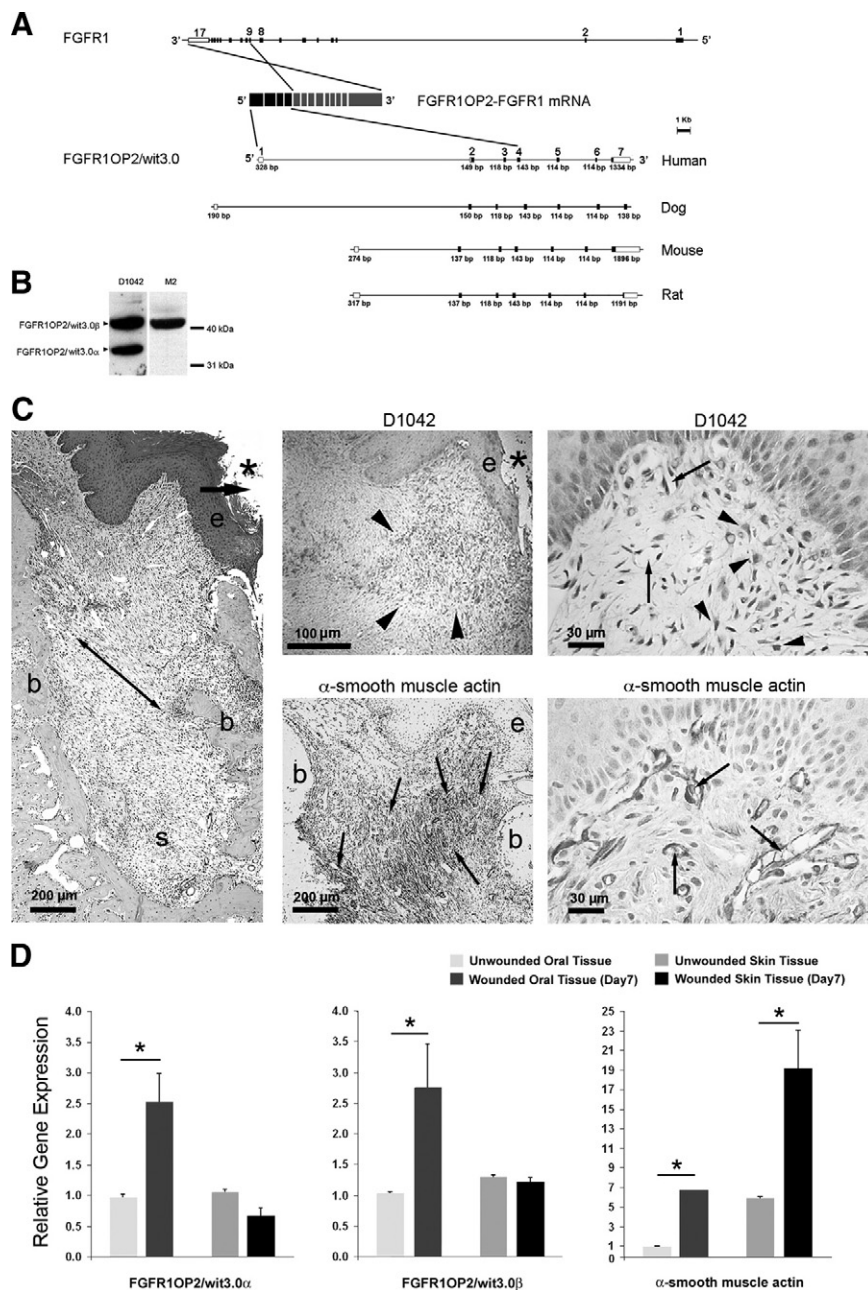 A
FGFR1
3'
17
9 8
2
1
5'
5'
3'
FGFR1OP2-FGFR1 mRNA
1 Kb
FGFR1OP2/wit3.0
5'
1
2
3
4
5
6
7
3'
Human
328 bp
149 bp
118 bp
143 bp
114 bp
114 bp
1334 bp
Dog
190 bp
150 bp
118 bp
143 bp
114 bp
114 bp
138 bp
Mouse
274 bp
137 bp
118 bp
143 bp
114 bp
114 bp
1896 bp
Rat
317 bp
137 bp
118 bp
143 bp
114 bp
114 bp
1191 bp
B
D1042
M2
FGFR1OP2/wit3.0β
40 kDa
FGFR1OP2/wit3.0α
31 kDa
C
D1042
D1042
*
e
b
b
s
200 µm
e
*
100 µm
30 µm
α-smooth muscle actin
α-smooth muscle actin
e
b
b
200 µm
30 µm
D
Unwounded Oral Tissue
Unwounded Skin Tissue
Wounded Oral Tissue (Day7)
Wounded Skin Tissue (Day7)
Relative Gene Expression
4.0
3.5
3.0
2.5
2.0
1.5
1.0
0.5
0.0
*
FGFR1OP2/wit3.0α
4.0
3.5
3.0
2.5
2.0
1.5
1.0
0.5
0.0
*
FGFR1OP2/wit3.0β
25
23
21
19
17
15
13
11
9
7
5
3
1
0
*
*
α-smooth muscle actin